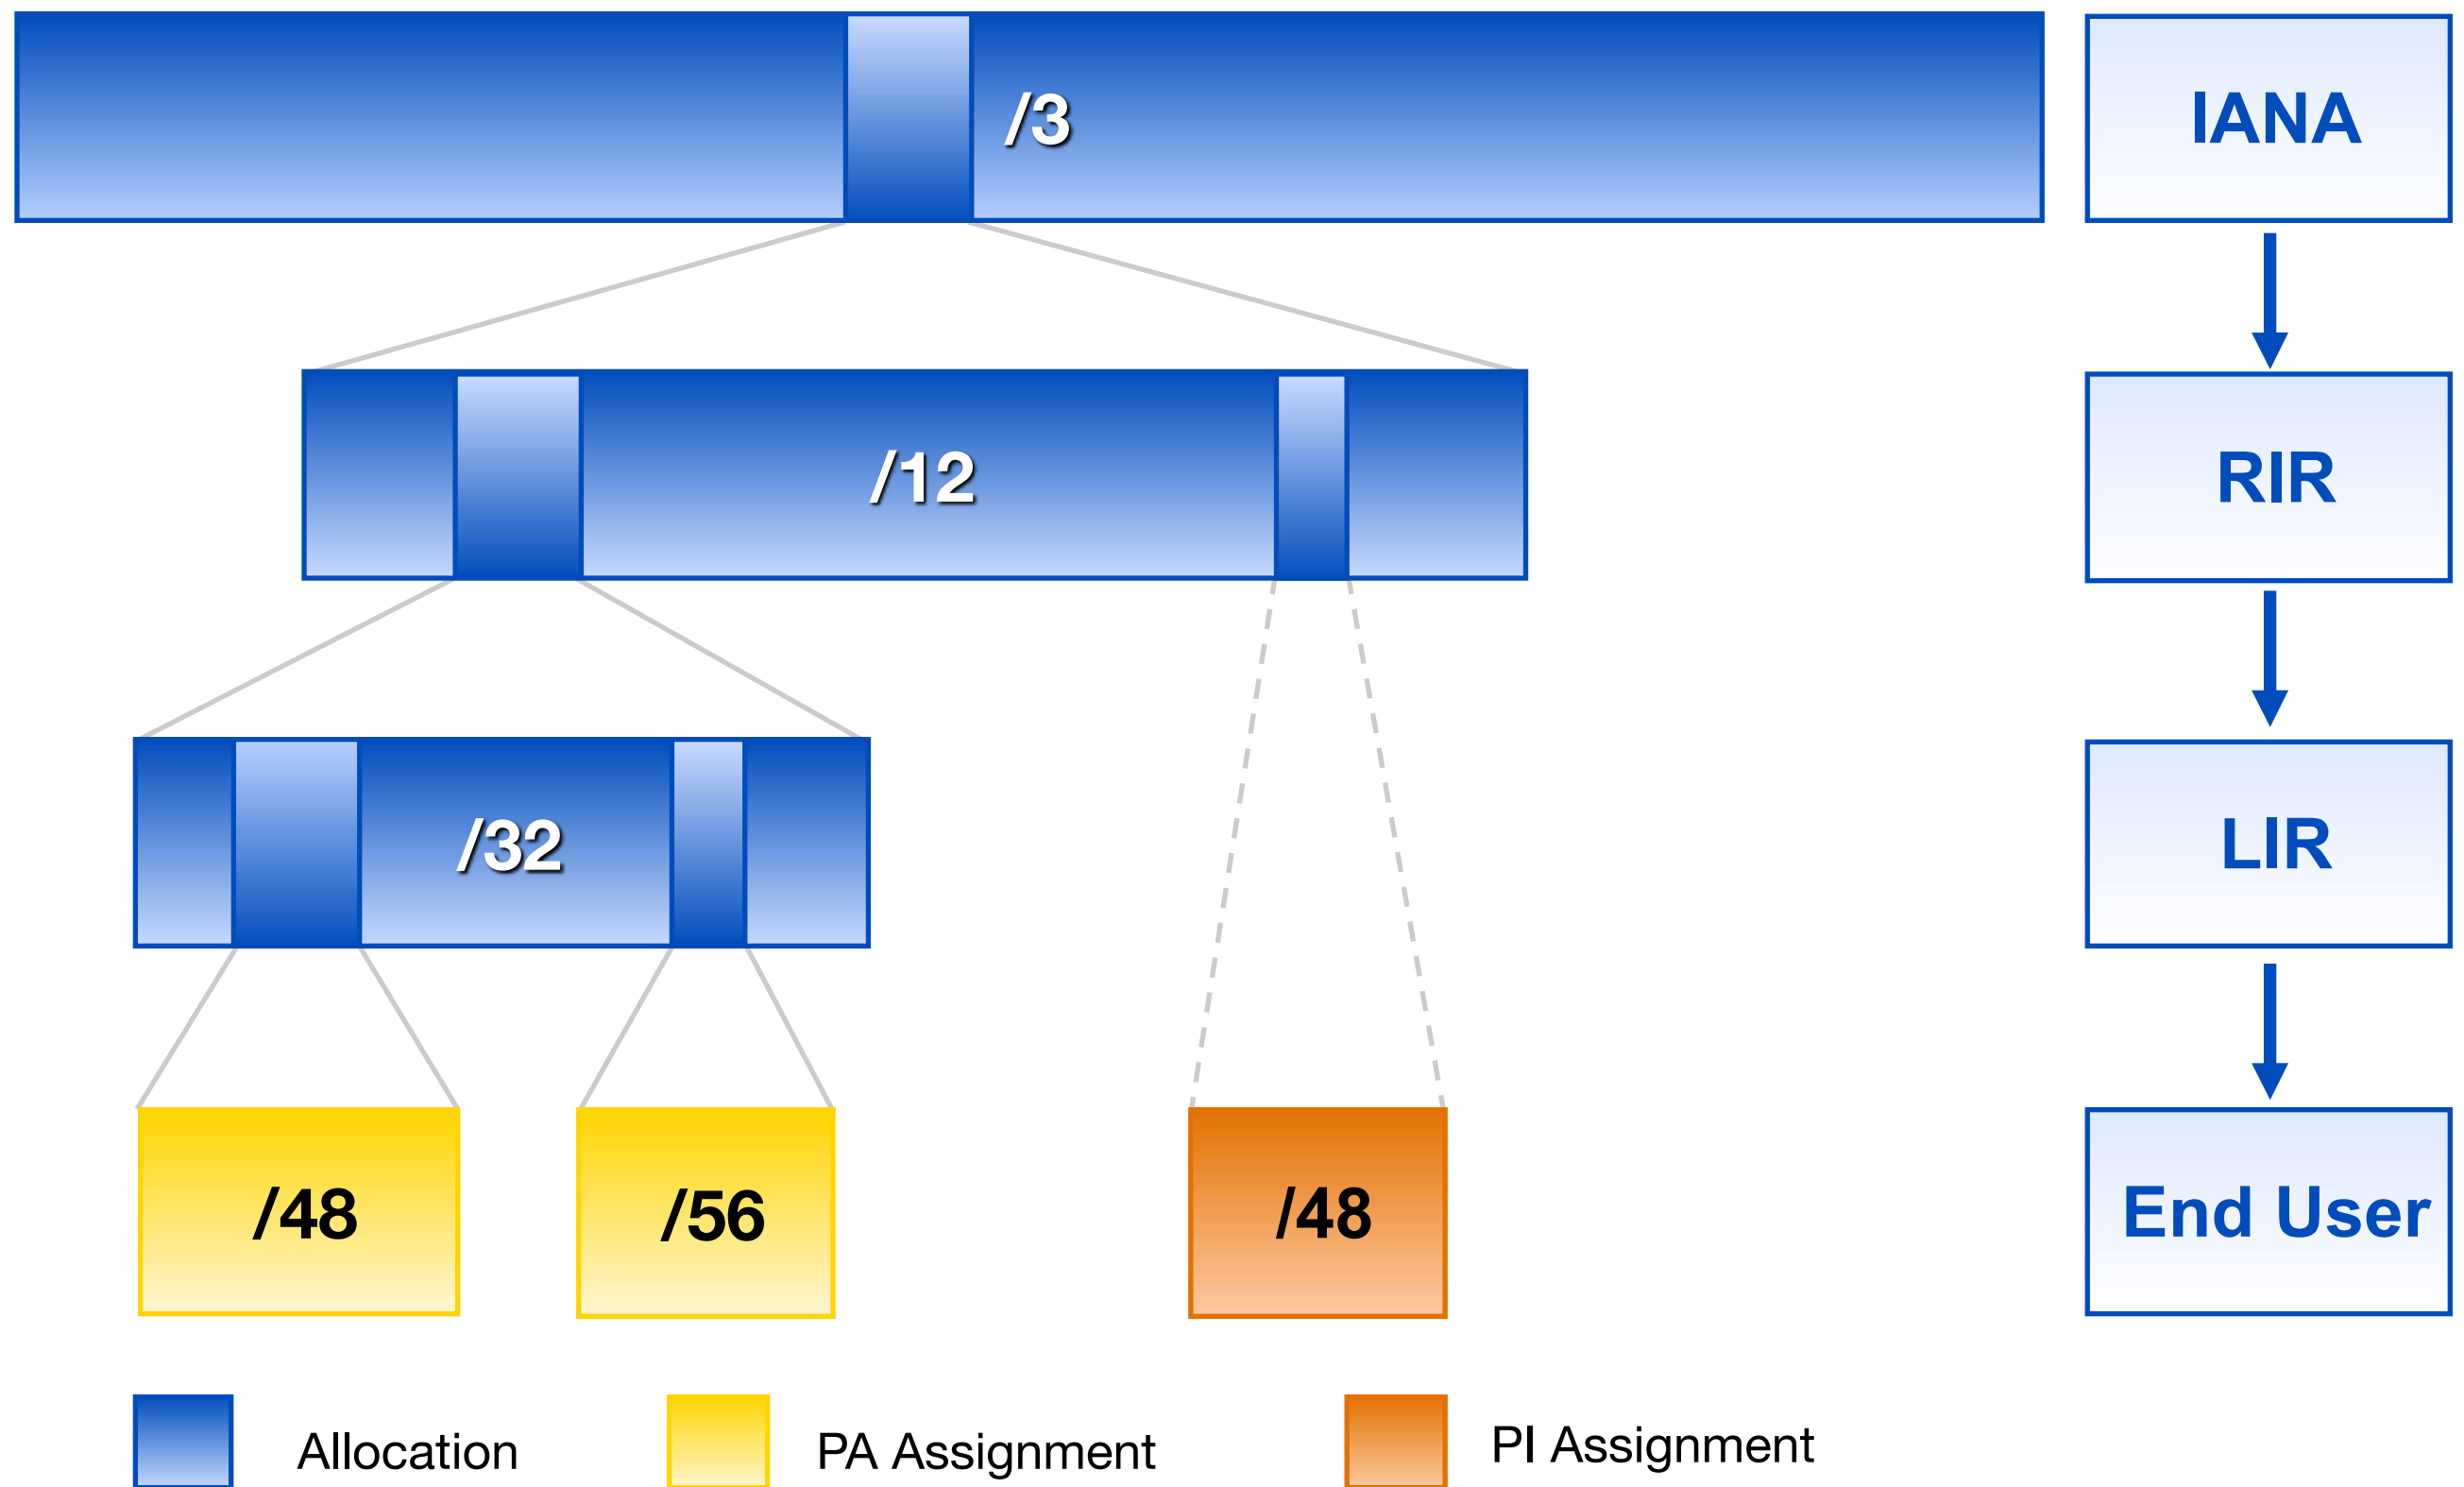 /3
IANA
/12
RIR
/32
LIR
/48
/56
/48
End User
Allocation
PA Assignment
PI Assignment